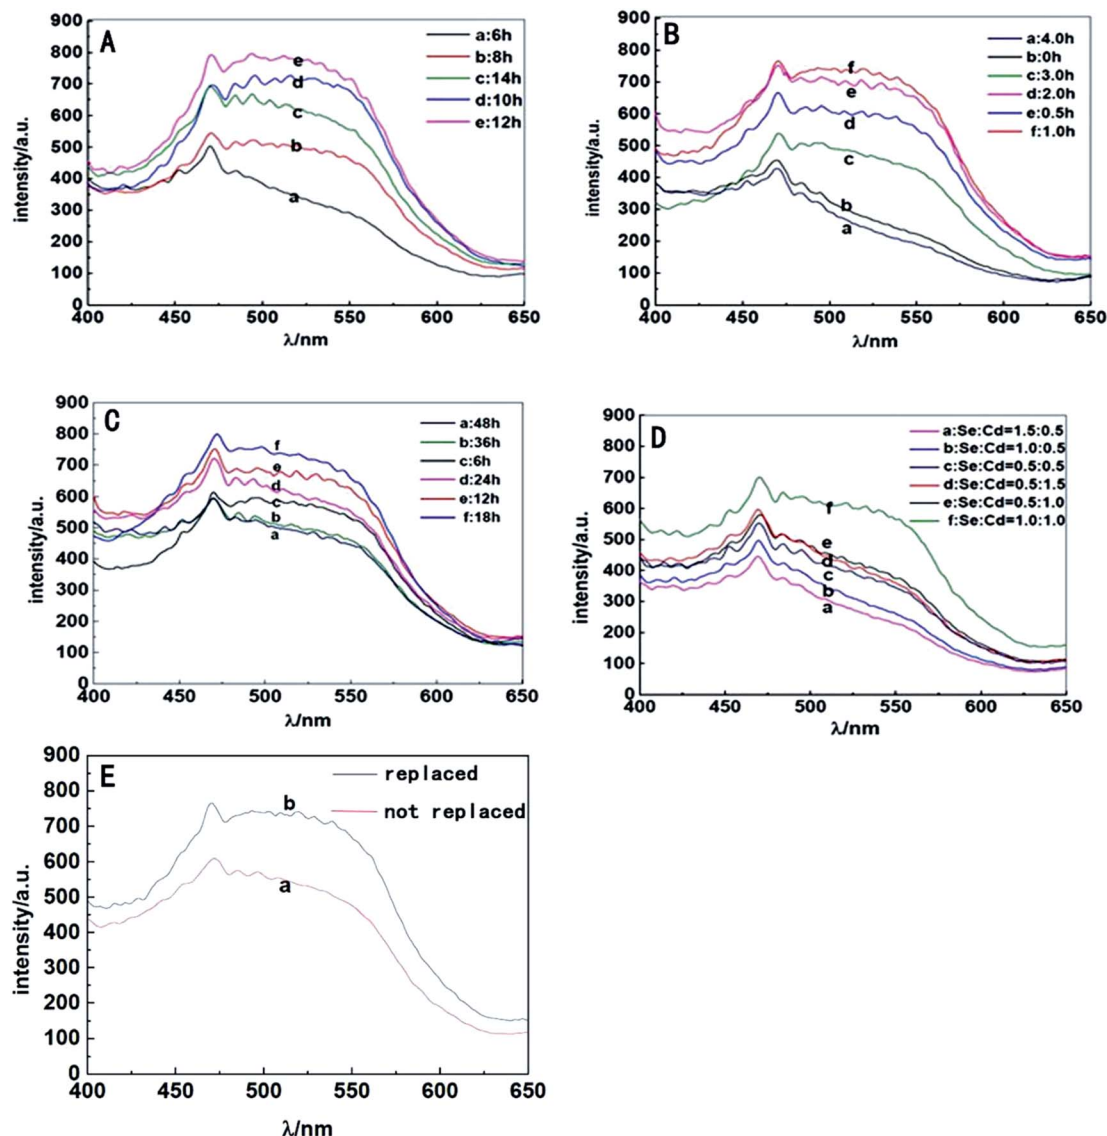 A
intensity/a.u.
900
800
700
600
500
400
300
200
100
0
400 450 500 550 600 650
λ/nm
a:6h
b:8h
c:14h
d:10h
e:12h
e
d
c
b
a
B
intensity/a.u.
900
800
700
600
500
400
300
200
100
0
400 450 500 550 600 650
λ/nm
a:4.0h
b:0h
c:3.0h
d:2.0h
e:0.5h
f:1.0h
f
e
d
c
b
a
C
intensity/a.u.
900
800
700
600
500
400
300
200
100
0
400 450 500 550 600 650
λ/nm
a:48h
b:36h
c:6h
d:24h
e:12h
f:18h
f
e
d
c
b
a
D
intensity/a.u.
900
800
700
600
500
400
300
200
100
0
400 450 500 550 600 650
λ/nm
a:Se:Cd=1.5:0.5
b:Se:Cd=1.0:0.5
c:Se:Cd=0.5:0.5
d:Se:Cd=0.5:1.5
e:Se:Cd=0.5:1.0
f:Se:Cd=1.0:1.0
f
e
d
c
b
a
E
intensity/a.u.
900
800
700
600
500
400
300
200
100
0
400 450 500 550 600 650
λ/nm
replaced
not replaced
b
a